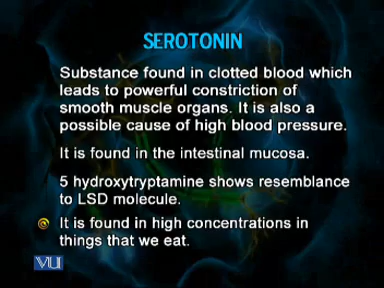 SEROTONIN
Substance found in clotted blood which
leads to powerful constriction of
smooth muscle organs. It is also a
possible cause of high blood pressure.
It is found in the intestinal mucosa.
5 hydroxytryptamine shows resemblance
to LSD molecule.
It is found in high concentrations in
things that we eat.
VU